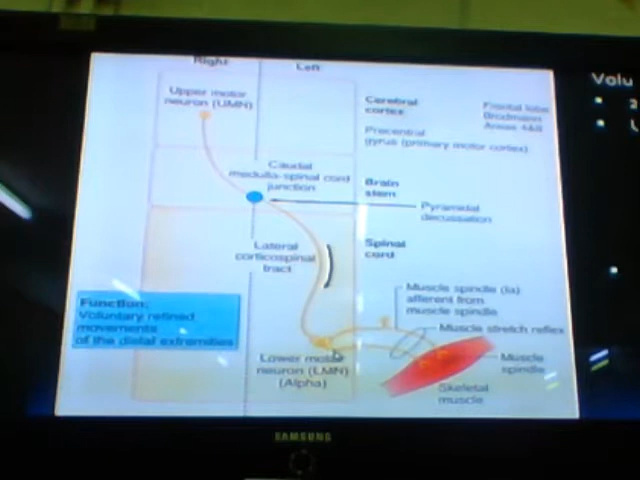 Right
Left
Upper motor
neuron (UMN)
Cerebral
cortex
Frontal lobe
Brodmann
Areas 4&6
Precentral
gyrus (primary motor cortex)
Caudal
medulla-spinal cord
junction
Brain
stem
Pyramidal
decussation
Lateral
corticospinal
tract
Spinal
cord
Function:
Voluntary refined
movements
of the distal extremities
Muscle spindle (Ia)
afferent from
muscle spindle
Muscle stretch reflex
Lower motor
neuron (LMN)
(Alpha)
Muscle
spindle
Skeletal
muscle
Volu
SAMSUNG